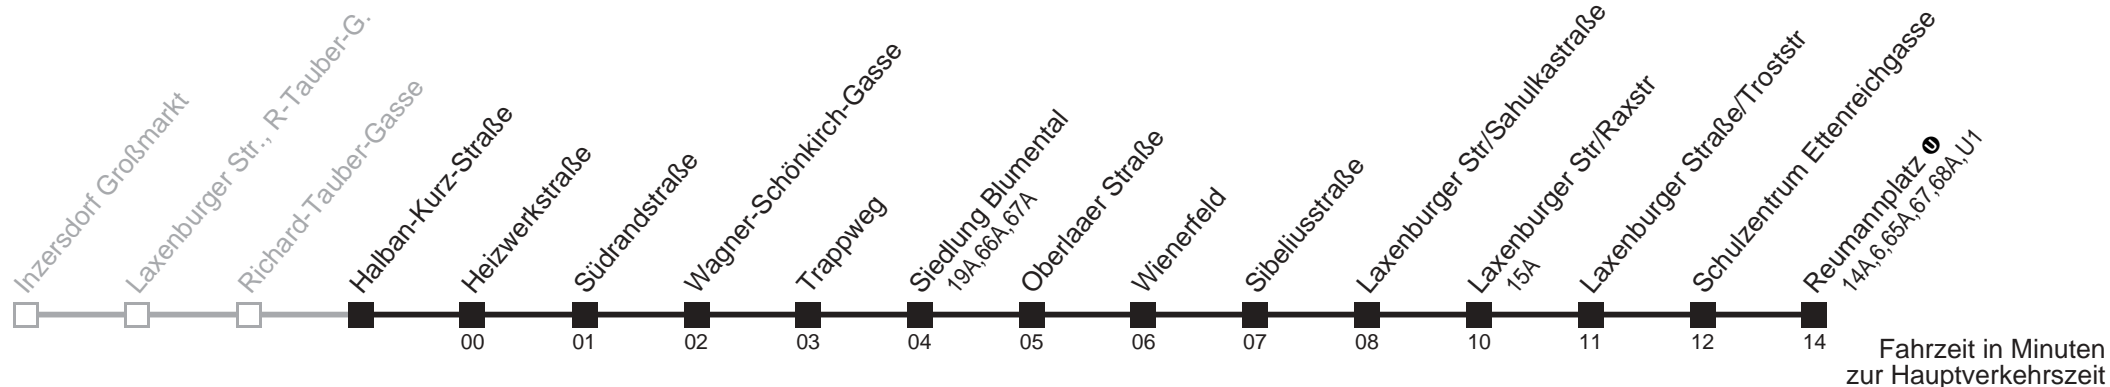 Inzersdorf Großmarkt
Laxenburger Str., R-Tauber-G.
Richard-Tauber-Gasse
Halban-Kurz-Straße
Heizwerkstraße
Südrandstraße
Wagner-Schönkirch-Gasse
Trappweg
Siedlung Blumental
19A,66A,67A
Oberlaaer Straße
Wienerfeld
Sibeliusstraße
Laxenburger Str/Sahulkastraße
Laxenburger Str/Raxstr
15A
Laxenburger Straße/Troststr
Schulzentrum Ettenreichgasse
Reumannplatz U
14A,6,65A,67,68A,U1
00 01 02 03 04 05 06 07 08 10 11 12 14
Fahrzeit in Minuten
zur Hauptverkehrszeit